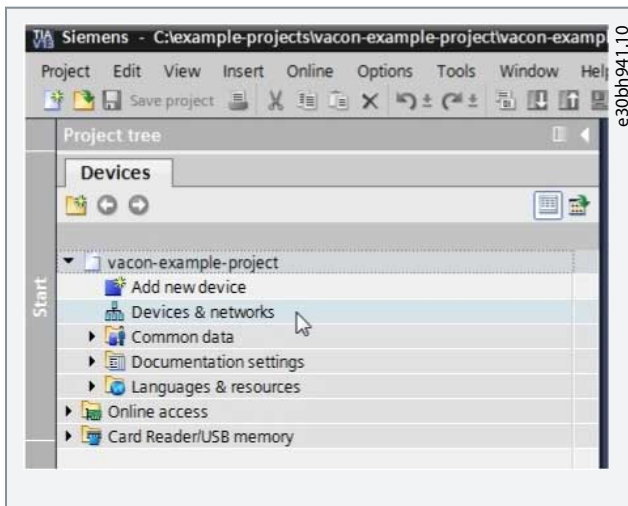 Siemens - C:\example-projects\vacon-example-project\vacon-examp
Project Edit View Insert Online Options Tools Window Help
Save project
Project tree
Devices
vacon-example-project
Add new device
Devices & networks
Common data
Documentation settings
Languages & resources
Online access
Card Reader/USB memory
Start
e30bh941.10